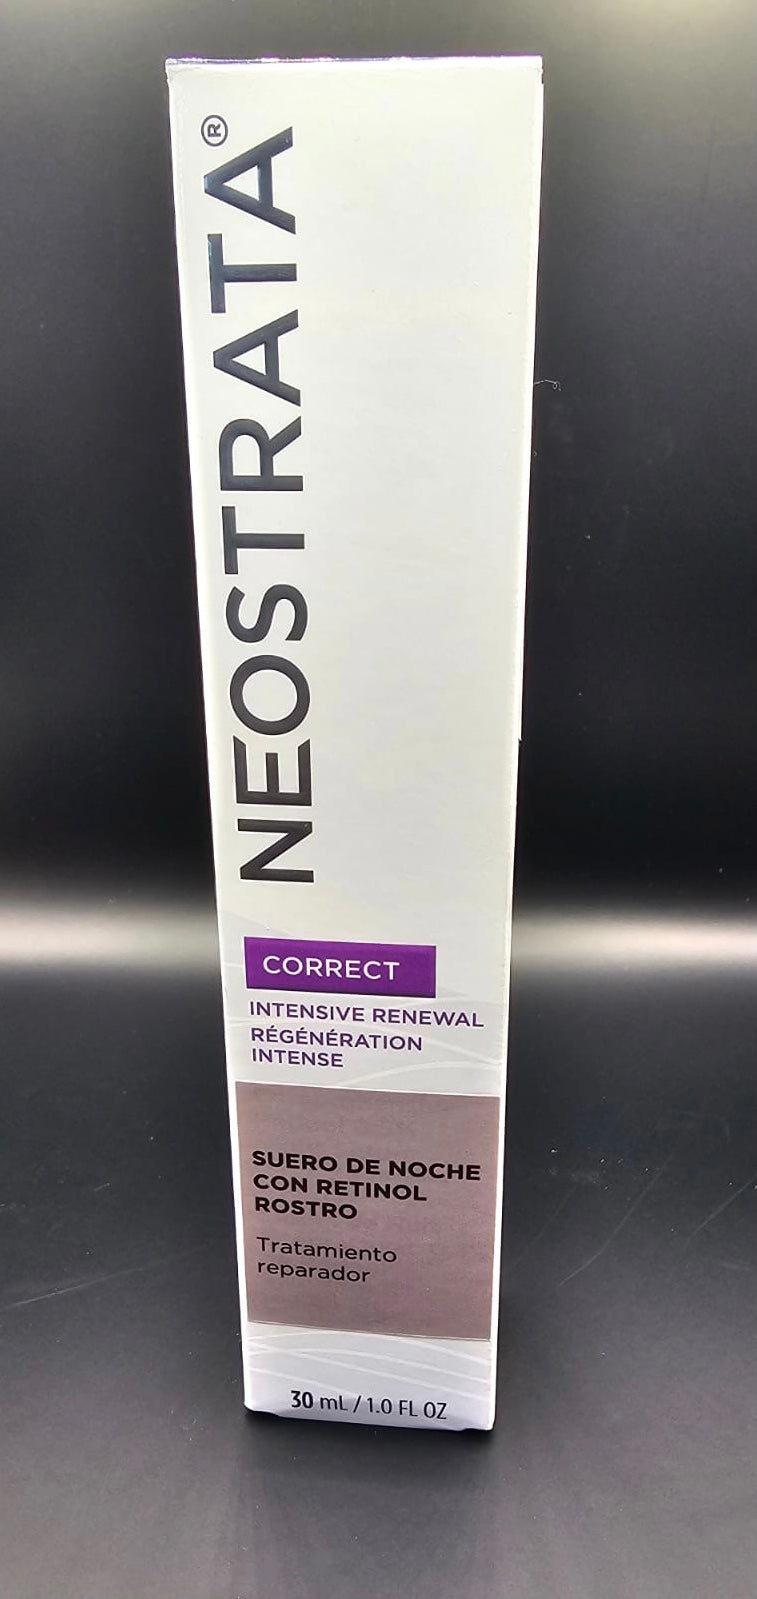 NEOSTRATA®
CORRECT
INTENSIVE RENEWAL
RÉGÉNÉRATION
INTENSE
SUERO DE NOCHE
CON RETINOL
ROSTRO
Tratamiento
reparador
30 mL / 1.0 FL OZ